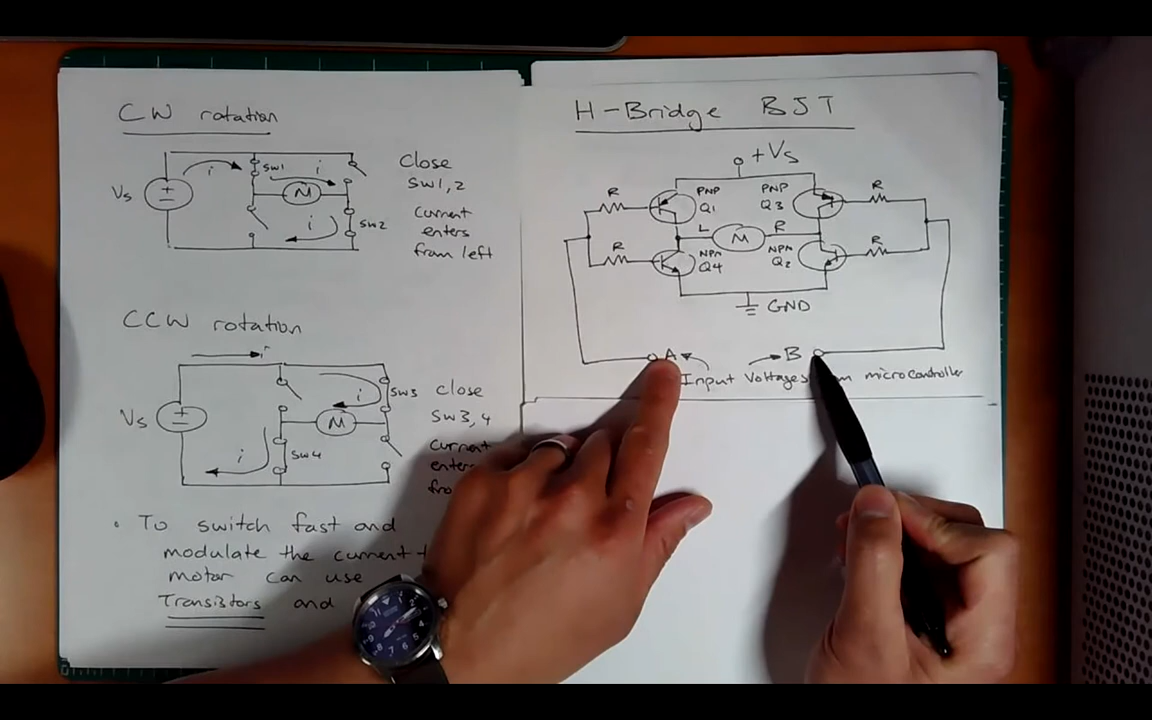 CW rotation
SW1
i
i
i
M
Vs
SW2
Close
SW1,2
Current
enters
from left
CCW rotation
i
i
i
M
Vs
SW3
SW4
close
SW3,4
current
• To switch fast and
modulate the current
motor can use
Transistors and
H-Bridge BJT
+Vs
R
PNP
Q1
PNP
Q3
R
L
M
R
R
NPN
Q4
NPN
Q2
R
GND
A
B
Input Voltages microcontroller